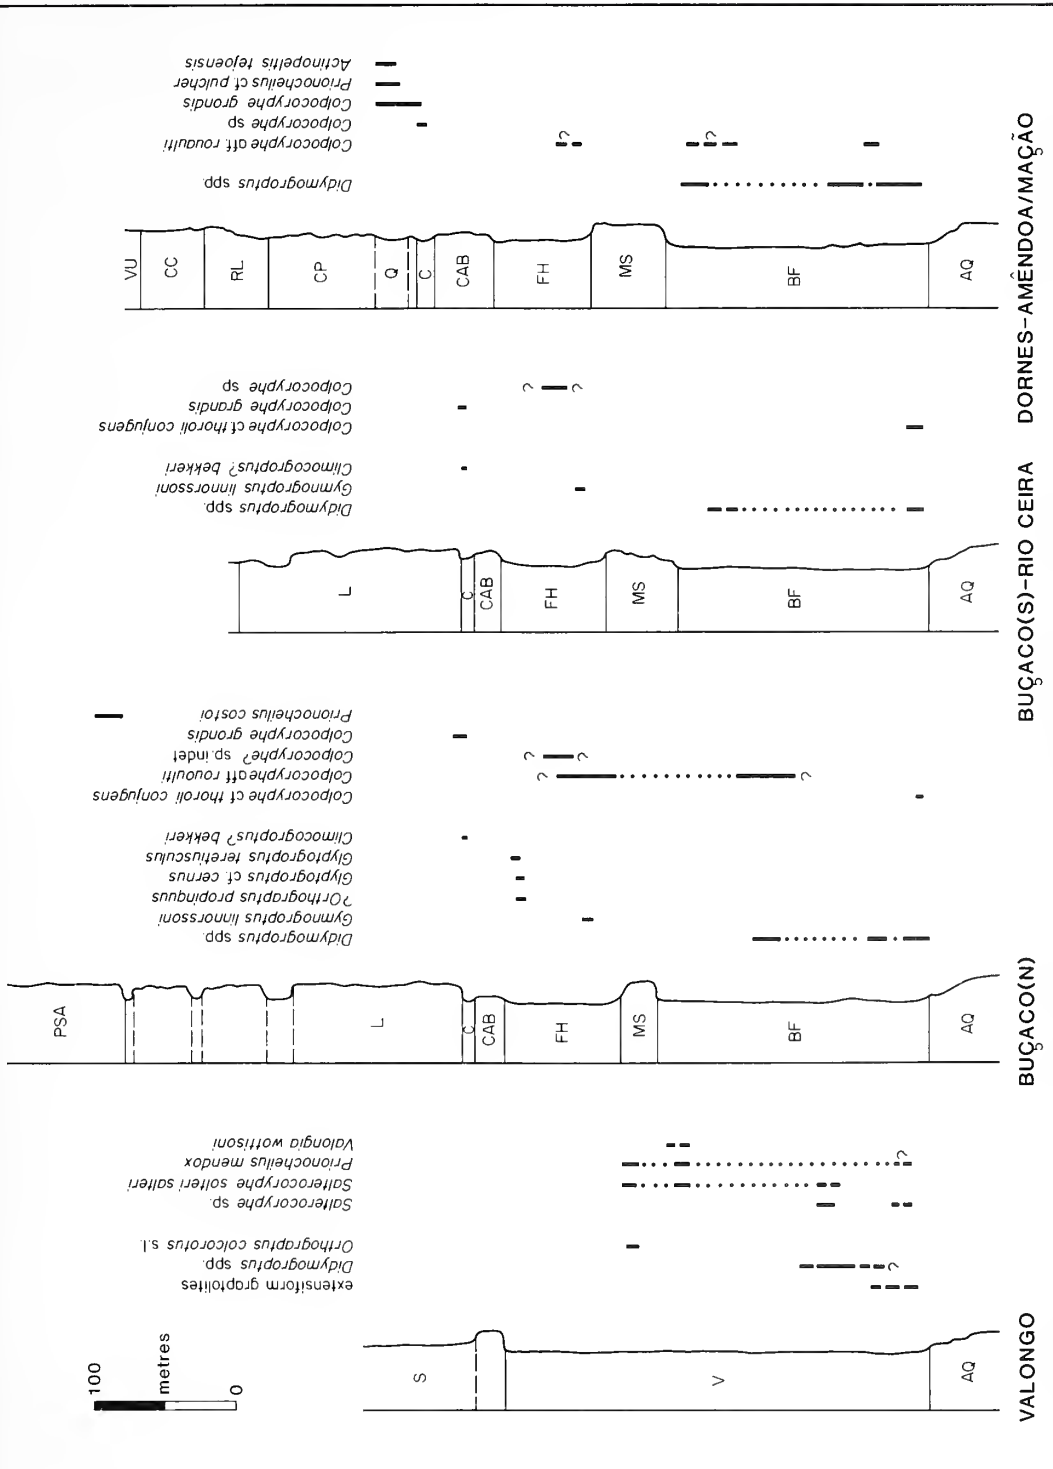 VALONGO
AQ
V
S
100
metres
0
extensiform graptolites
Didymograptus spp.
Orthograptus calcaratus s.l.
Salterocoryphe sp.
Salterocoryphe salteri salteri
Prionocheilus mendax
Valongia wattisoni
?
?
BUÇACO(N)
AQ
BF
MS
FH
CAB
C
L
PSA
Didymograptus spp.
Gymnograptus linnarssoni
?Orthograptus propinquus
Glyptograptus cf. cernuus
Glyptograptus teretiusculus
Climacograptus? bekkeri
Colpocoryphe cf thorali conjugens
Colpocoryphe aff rouaulti
Colpocoryphe? sp. indet
Colpocoryphe grandis
Prionocheilus costai
? ?
? ?
BUÇACO(S)–RIO CEIRA
AQ
BF
MS
FH
CAB
C
L
Didymograptus spp.
Gymnograptus linnarssoni
Climacograptus? bekkeri
Colpocoryphe cf thorali conjugens
Colpocoryphe grandis
Colpocoryphe sp
? ?
DORNES–AMÊNDOA/MAÇÃO
AQ
BF
MS
FH
CAB
C
Q
CP
RL
CC
VU
Didymograptus spp.
Colpocoryphe aff. rouaulti
Colpocoryphe sp
Colpocoryphe grandis
Prionocheilus cf. pulcher
Actinopeltis tejoensis
?
?